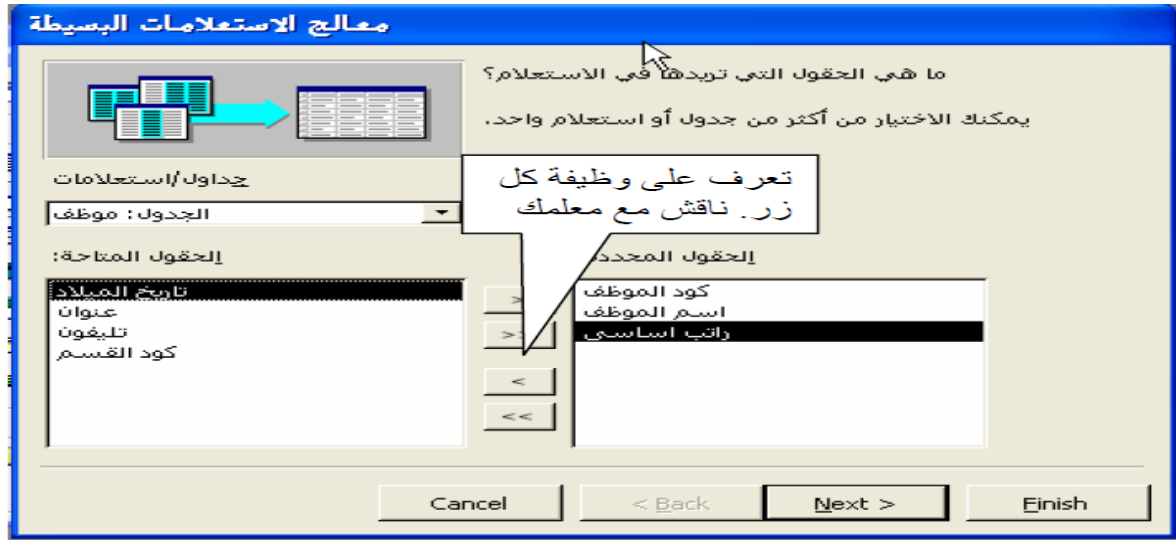 معالج الاستعلامات البسيطة
ما هي الحقول التي تريدها في الاستعلام؟
يمكنك الاختيار من أكثر من جدول أو استعلام واحد.
جداول/استعلامات
الجدول: موظف
تعرف على وظيفة كل
زر. ناقش مع معلمك
الحقول المتاحة:
تاريخ الميلاد
عنوان
تليفون
كود القسم
>
>>
<
<<
الحقول المحدد
كود الموظف
اسم الموظف
راتب اساسى
Cancel
< Back
Next >
Finish